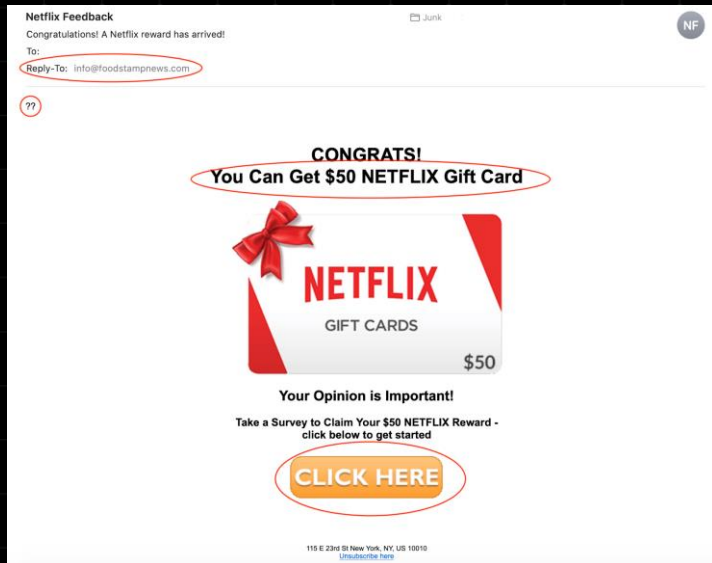 Netflix Feedback
Junk
NF
Congratulations! A Netflix reward has arrived!
To:
Reply-To: info@foodstampnews.com
??
CONGRATS!
You Can Get $50 NETFLIX Gift Card
NETFLIX
GIFT CARDS
$50
Your Opinion is Important!
Take a Survey to Claim Your $50 NETFLIX Reward -
click below to get started
CLICK HERE
115 E 23rd St New York, NY, US 10010
Unsubscribe here